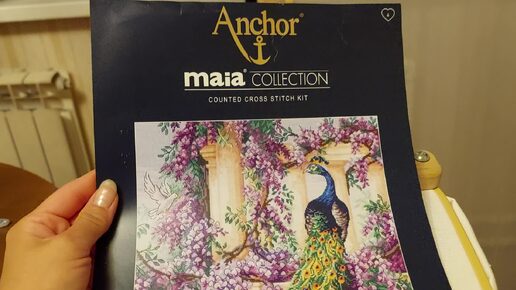 Anchor®
maia® COLLECTION
COUNTED CROSS STITCH KIT